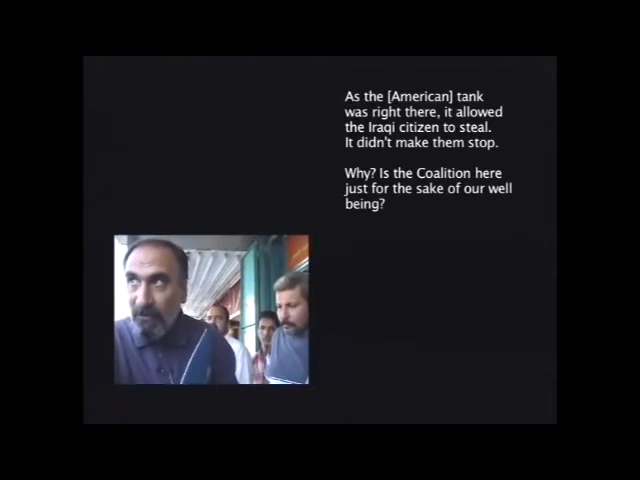 As the [American] tank
was right there, it allowed
the Iraqi citizen to steal.
It didn't make them stop.
Why? Is the Coalition here
just for the sake of our well
being?